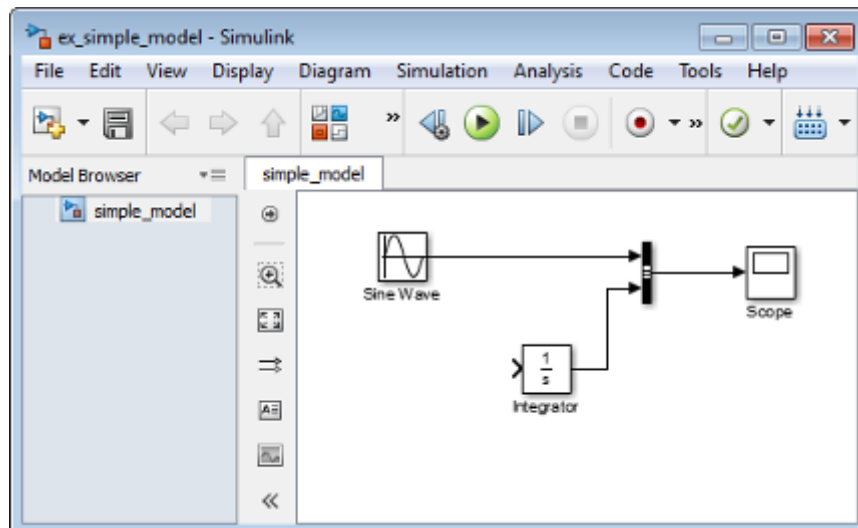 ex_simple_model - Simulink
File Edit View Display Diagram Simulation Analysis Code Tools Help
Model Browser
simple_model
simple_model
Sine Wave
Scope
1
s
Integrator